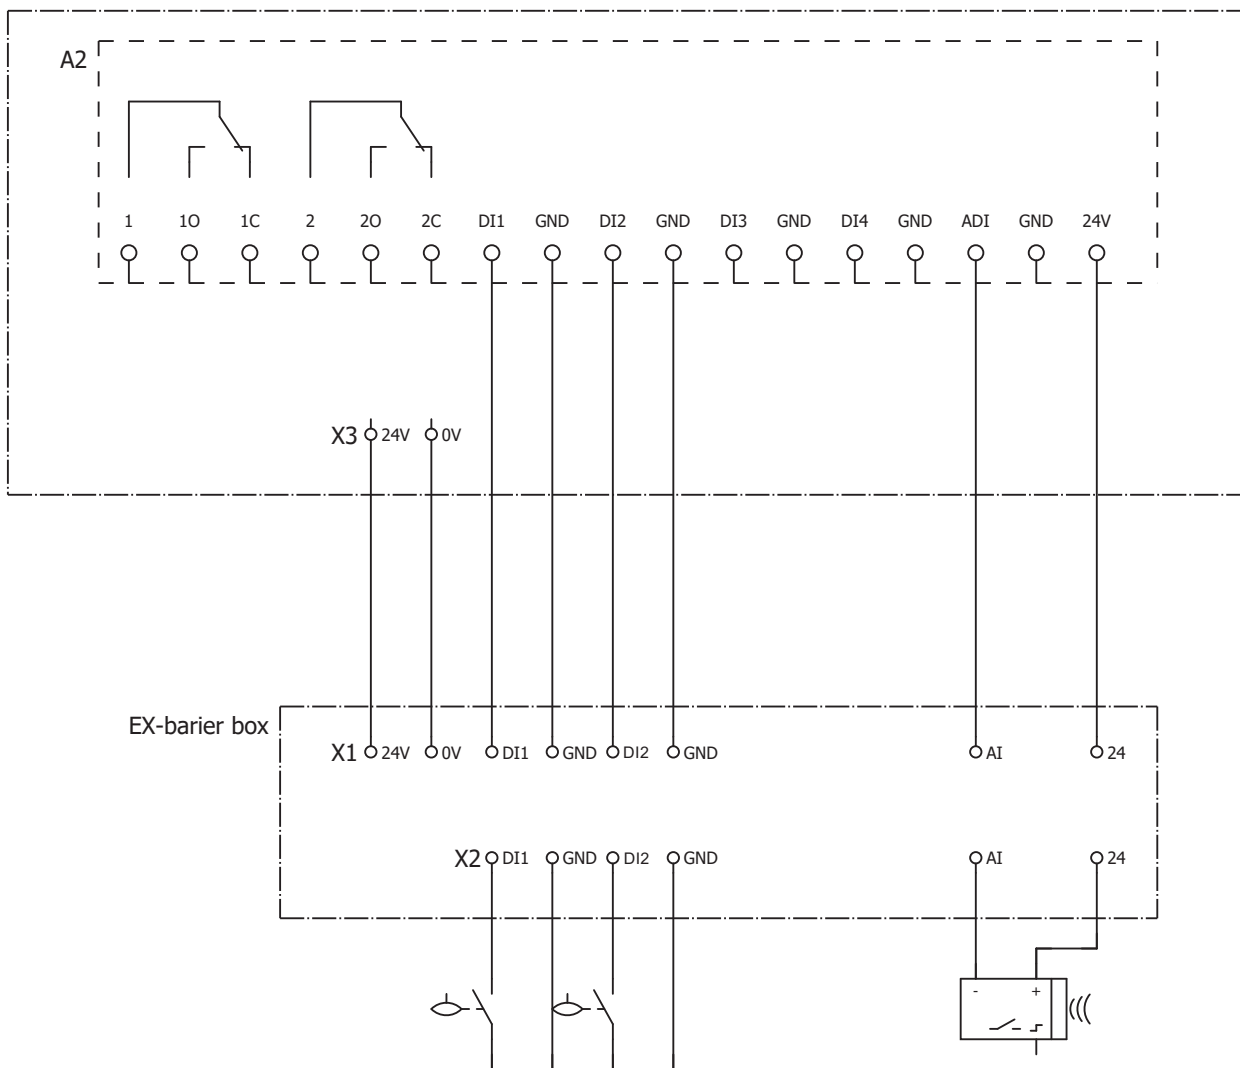 A2
1 1O 1C 2 2O 2C DI1 GND DI2 GND DI3 GND DI4 GND ADI GND 24V
X3 24V 0V
EX-barier box
X1 24V 0V DI1 GND DI2 GND AI 24
X2 DI1 GND DI2 GND AI 24
- +